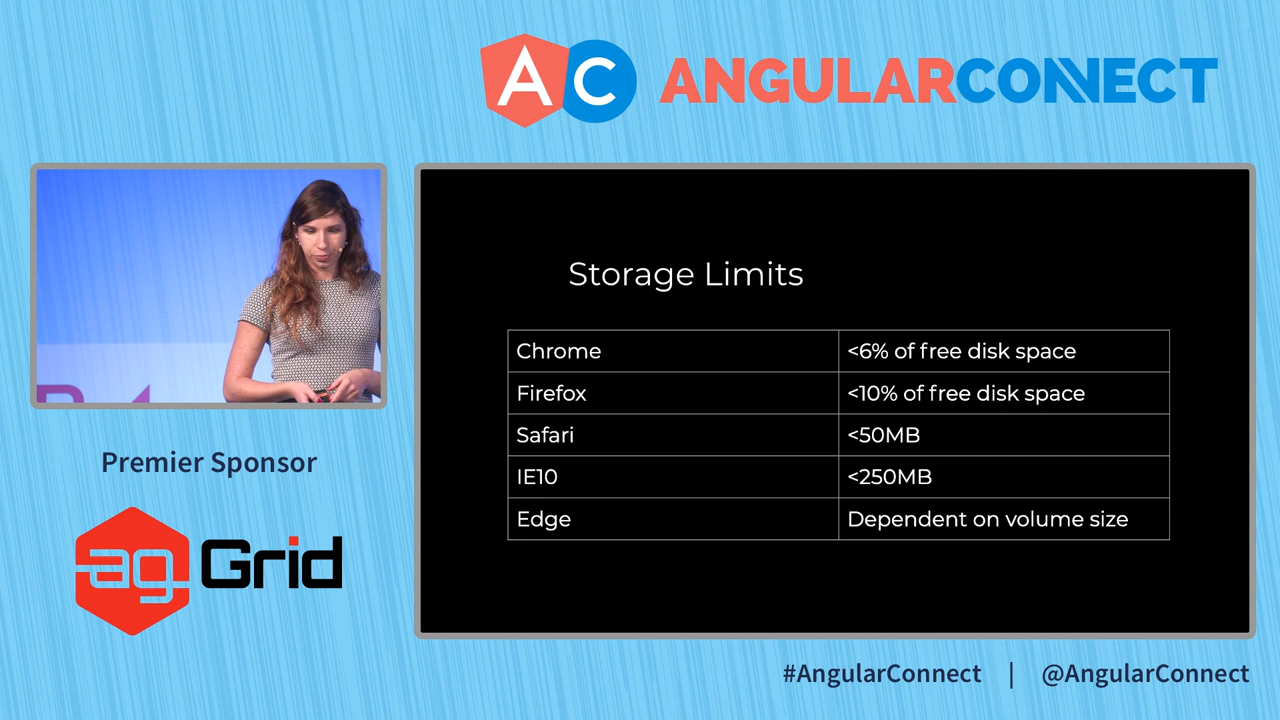 AC ANGULARCONNECT
Storage Limits
Chrome <6% of free disk space
Firefox <10% of free disk space
Safari <50MB
IE10 <250MB
Edge Dependent on volume size
Premier Sponsor
ag Grid
#AngularConnect | @AngularConnect